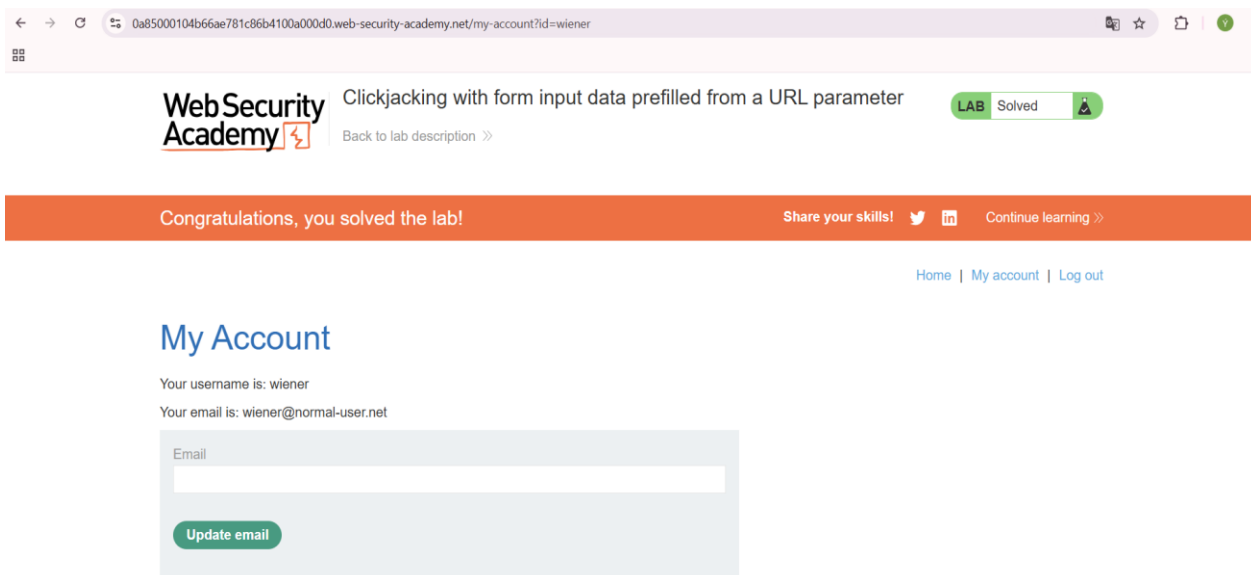 0a85000104b66ae781c86b4100a000d0.web-security-academy.net/my-account?id=wiener
Web Security
Academy
Clickjacking with form input data prefilled from a URL parameter
Back to lab description
LAB Solved
Congratulations, you solved the lab!
Share your skills!
Continue learning
Home | My account | Log out
My Account
Your username is: wiener
Your email is: wiener@normal-user.net
Email
Update email